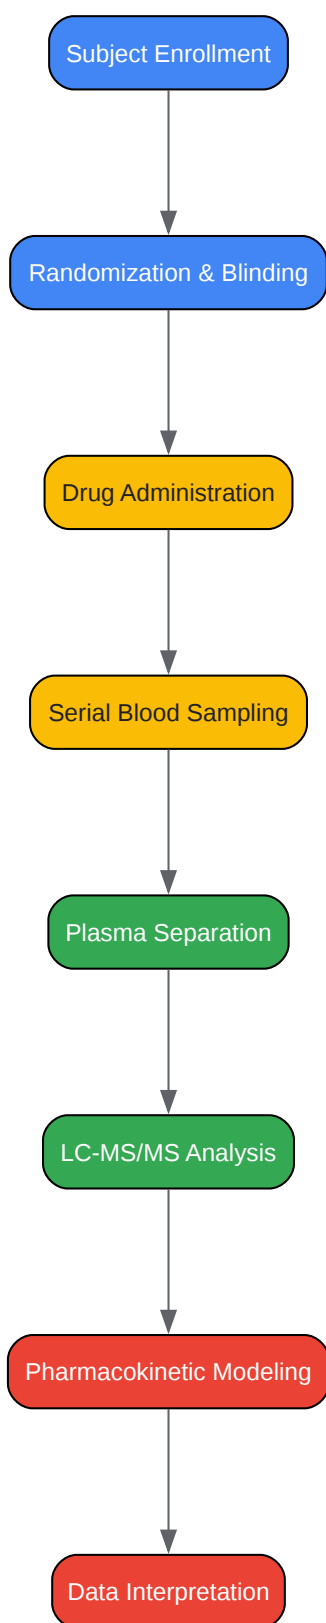 Subject Enrollment
Randomization & Blinding
Drug Administration
Serial Blood Sampling
Plasma Separation
LC-MS/MS Analysis
Pharmacokinetic Modeling
Data Interpretation